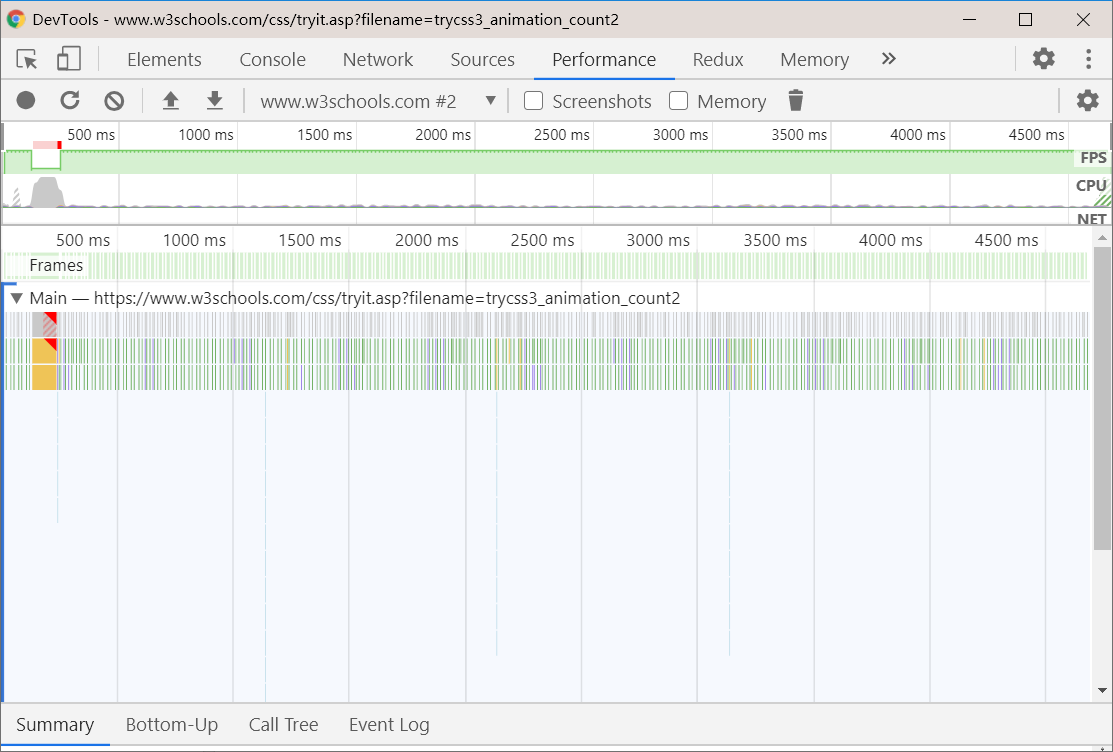 DevTools - www.w3schools.com/css/tryit.asp?filename=trycss3_animation_count2
Elements Console Network Sources Performance Redux Memory »
www.w3schools.com #2 ▼ Screenshots Memory
500 ms 1000 ms 1500 ms 2000 ms 2500 ms 3000 ms 3500 ms 4000 ms 4500 ms
FPS
CPU
NET
500 ms 1000 ms 1500 ms 2000 ms 2500 ms 3000 ms 3500 ms 4000 ms 4500 ms
Frames
▼ Main — https://www.w3schools.com/css/tryit.asp?filename=trycss3_animation_count2
Summary Bottom-Up Call Tree Event Log